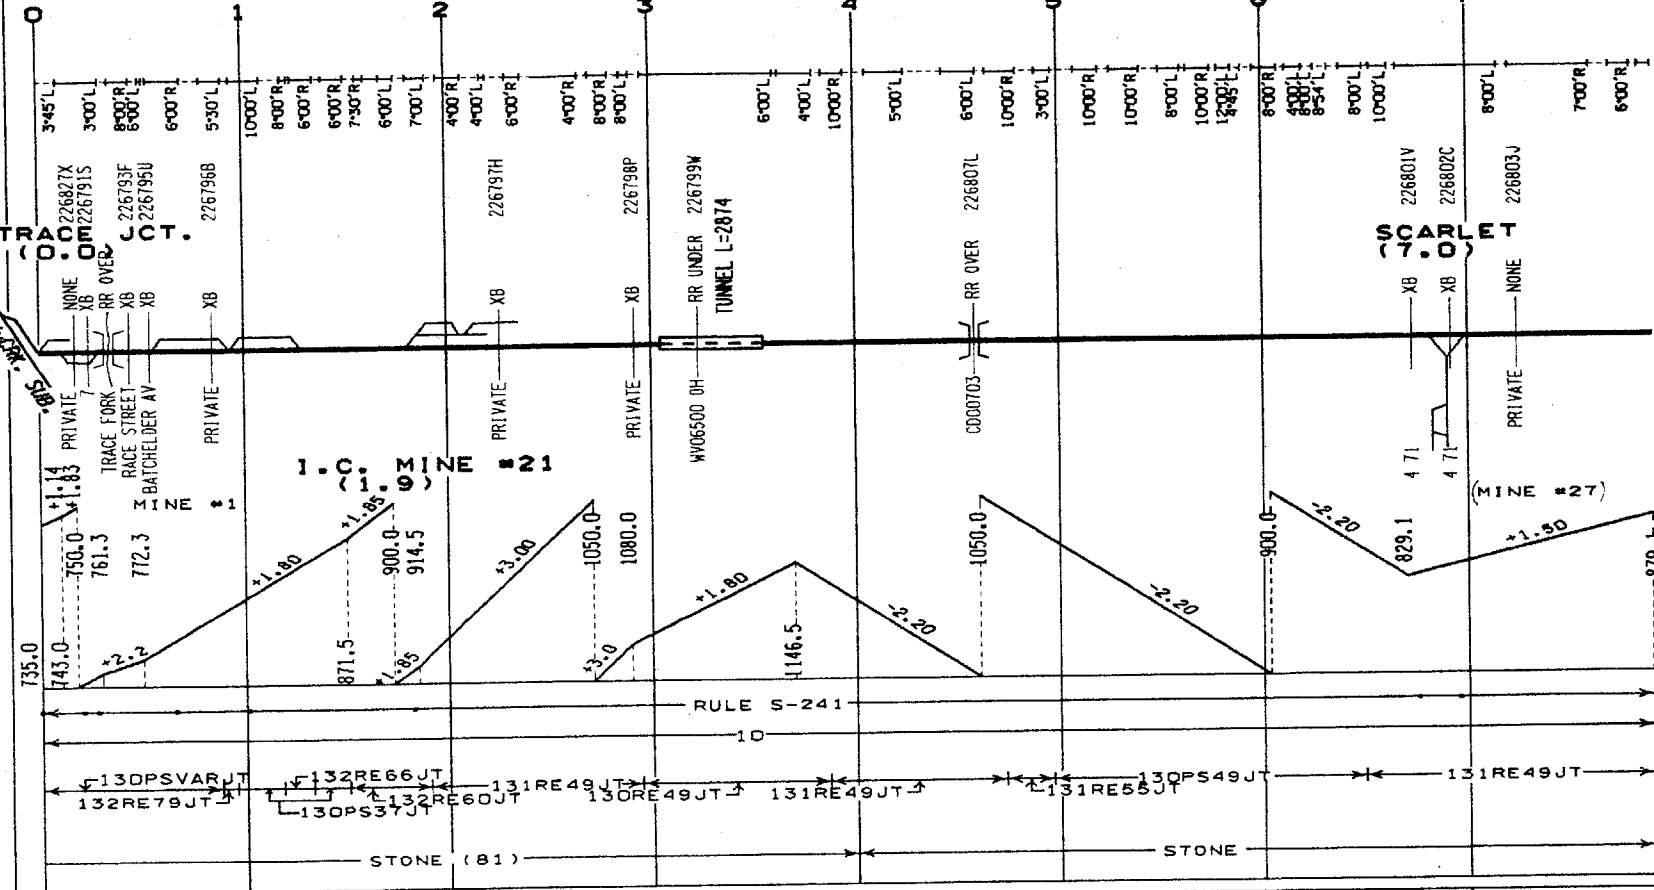 0 1 2 3 4
3°45'L 3°00'L 8°00'R 6°00'L 6°00'R 5°30'L 10°00'L 8°00'R 6°00'L 6°00'R 7°30'R 6°00'L 7°00'L 4°00'R 4°00'L 6°00'R 4°00'L 8°00'R 8°00'L 6°00'L 4°00'L 10°00'R 5°00'L 6°00'L 10°00'R 3°00'L 10°00'R 10°00'R 8°00'L 10°00'R 8°00'R 8°54'L 8°00'L 10°00'L 8°00'L 7°00'R 6°00'R
226827X 226791S 226793F 226795U 226796B 226797H 226798P 226799W 226807L 226801V 226802C 226803J
TRACE JCT.
(0.0)
SCARLET
(7.0)
NONE XB RR OVER XB XB XB XB XB RR UNDER TUNNEL L=2874 RR OVER XB XB NONE
SUB.
PRIVATE 7 TRACE FORK RACE STREET BATCHELDER AV PRIVATE PRIVATE PRIVATE WV06500 OH CD00703 4 71 4 71 PRIVATE
I.C. MINE #21
(1.9)
MINE #1
(MINE #27)
+1.14 +1.83 +2.2 +1.80 +1.85 +1.85 +3.00 +3.0 +1.80 -2.20 -2.20 -2.20 +1.50
735.0 743.0 750.0 761.3 772.3 871.5 900.0 914.5 1050.0 1080.0 1146.5 1050.0 900.0 829.1
RULE S-241
10
130PSVARJT 132RE66JT 131RE49JT 130PS49JT 131RE49JT
132RE79JT 130PS37JT 132RE60JT 130RE49JT 131RE49JT 131RE55JT
STONE (81) STONE